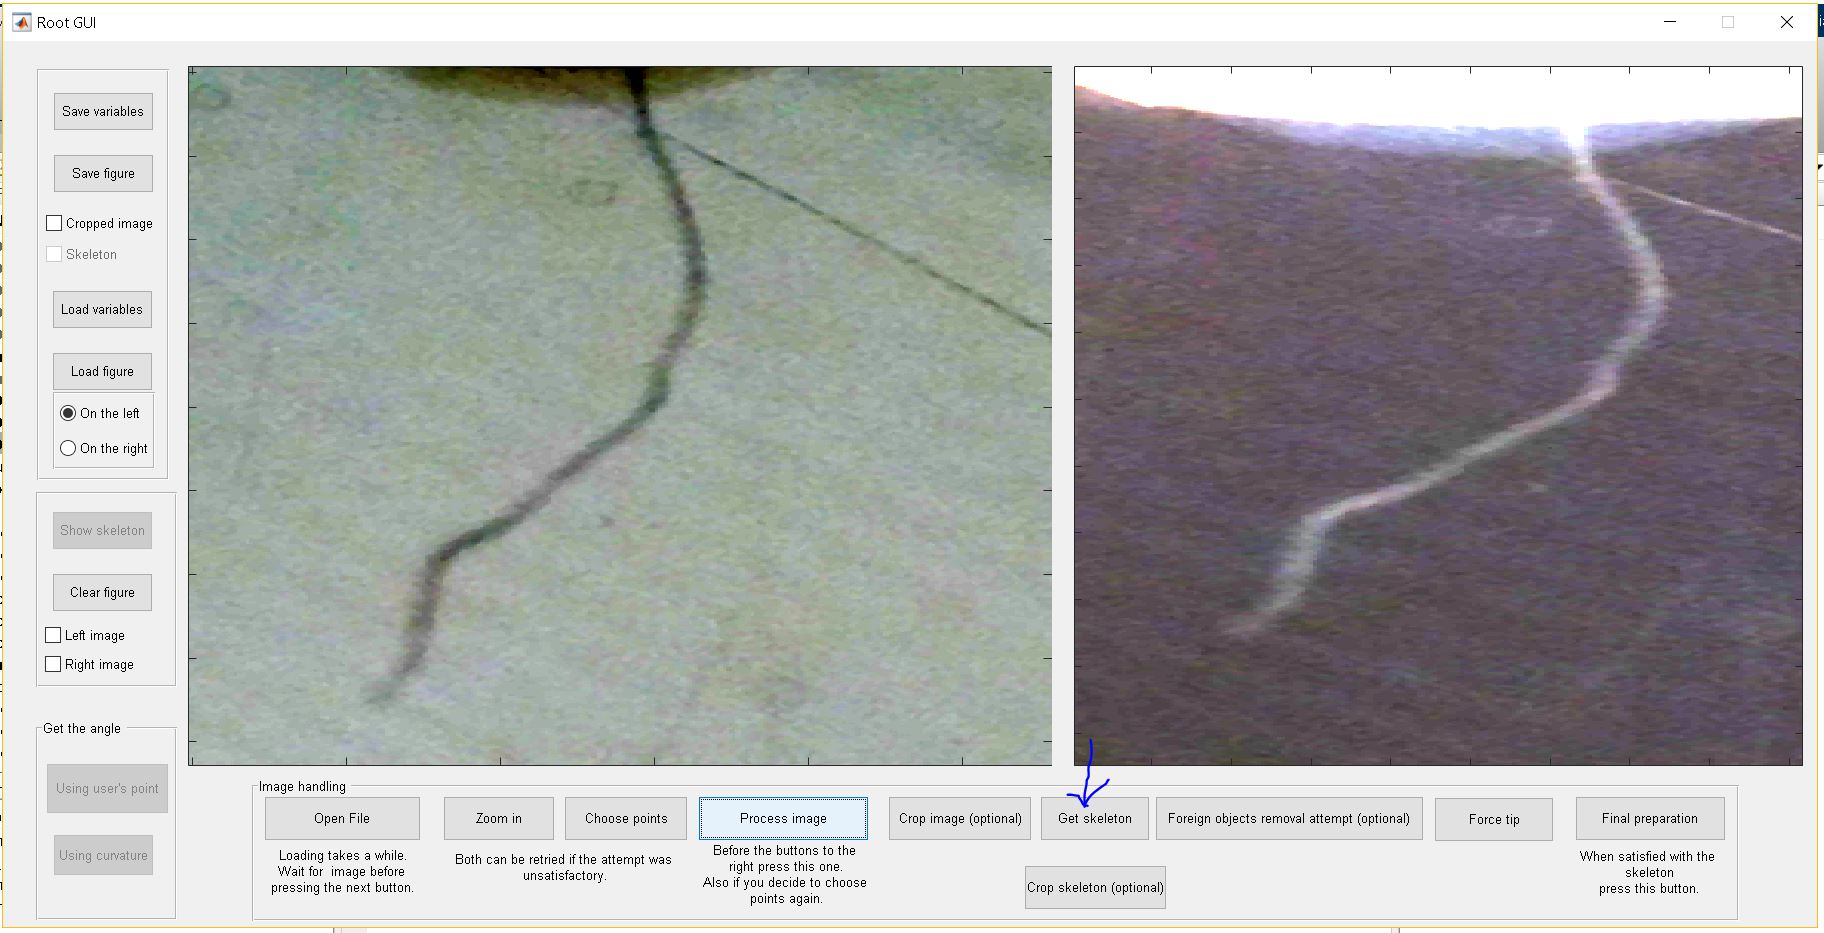 Root GUI
Save variables
Save figure
Cropped image
Skeleton
Load variables
Load figure
On the left
On the right
Show skeleton
Clear figure
Left image
Right image
Get the angle
Using user's point
Using curvature
Image handling
Open File
Loading takes a while.
Wait for image before
pressing the next button.
Zoom in
Choose points
Both can be retried if the attempt was
unsatisfactory.
Process image
Before the buttons to the
right press this one.
Also if you decide to choose
points again.
Crop image (optional)
Get skeleton
Crop skeleton (optional)
Foreign objects removal attempt (optional)
Force tip
Final preparation
When satisfied with the
skeleton
press this button.